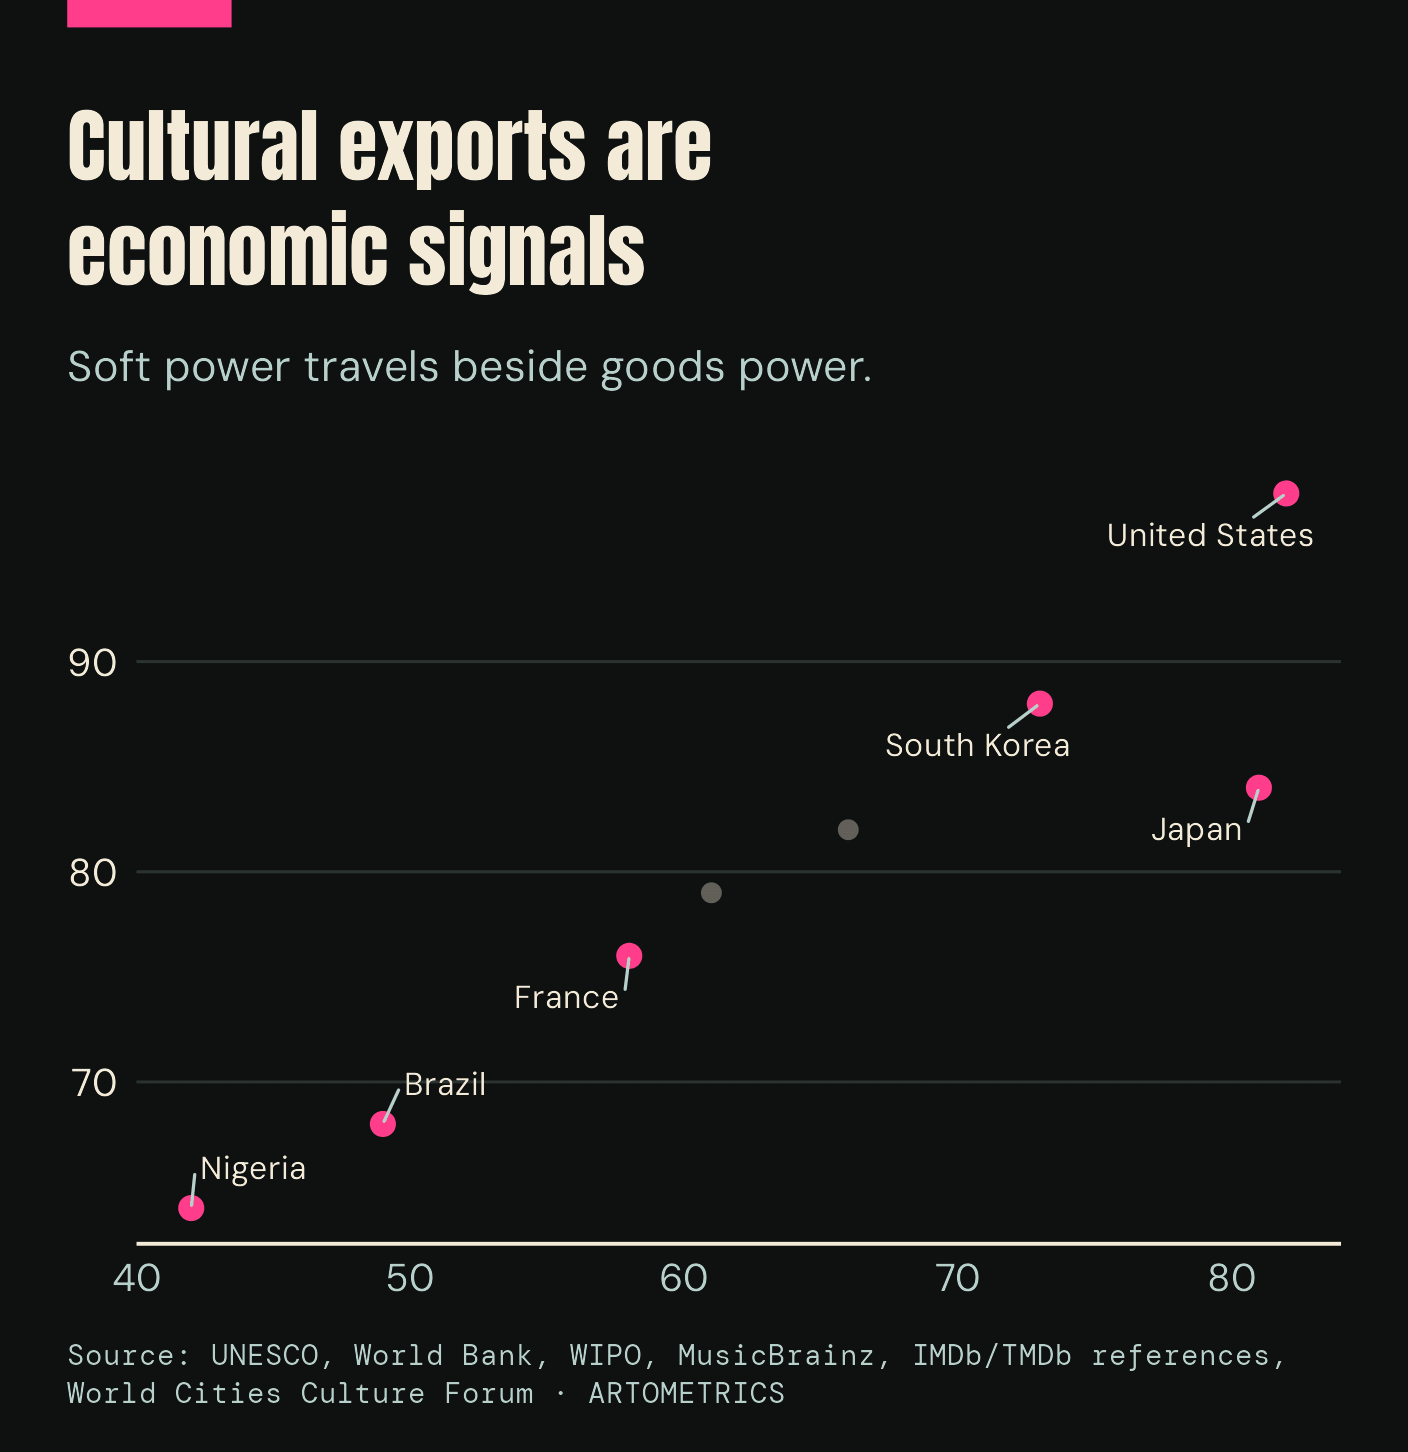 Cultural exports are
economic signals
Soft power travels beside goods power.
United States
90
South Korea
Japan
80
France
70
Brazil
Nigeria
40 50 60 70 80
Source: UNESCO, World Bank, WIPO, MusicBrainz, IMDb/TMDb references,
World Cities Culture Forum · ARTOMETRICS